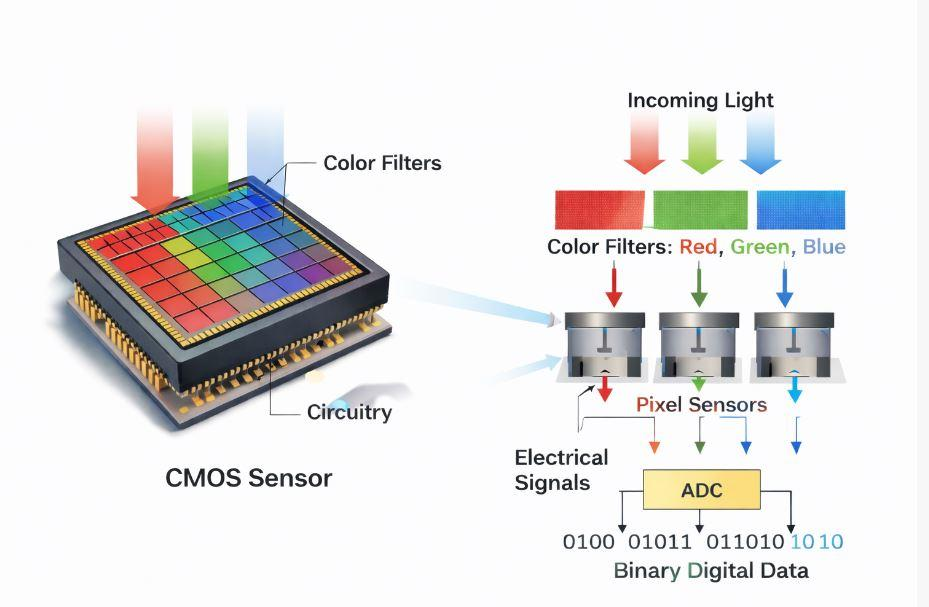 Incoming Light
Color Filters
Color Filters: Red, Green, Blue
Circuitry
Pixel Sensors
CMOS Sensor
Electrical
Signals
ADC
0100 01011 011010 10 10
Binary Digital Data